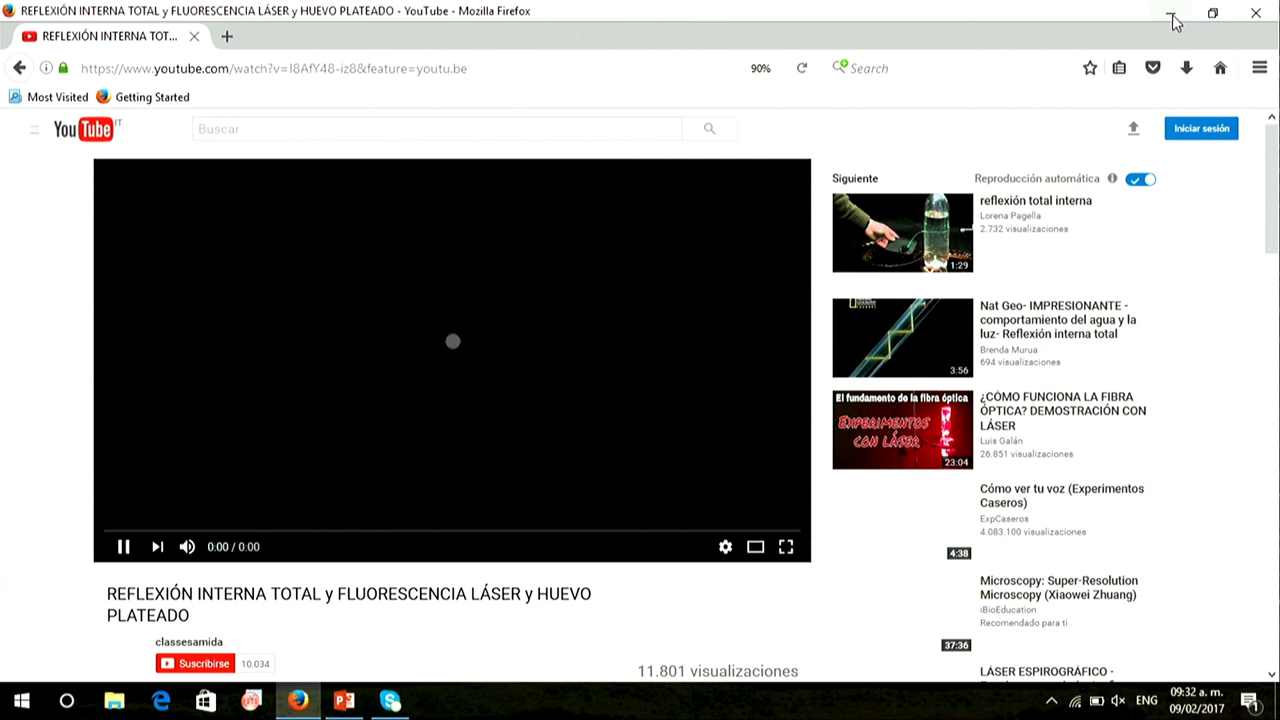 REFLEXIÓN INTERNA TOTAL y FLUORESCENCIA LÁSER y HUEVO PLATEADO - YouTube - Mozilla Firefox
REFLEXIÓN INTERNA TOT...
https://www.youtube.com/watch?v=I8AfY48-iz8&feature=youtu.be
90%
Search
Most Visited
Getting Started
YouTube IT
Buscar
Iniciar sesión
Siguiente
Reproducción automática
reflexión total interna
Lorena Pagella
2.732 visualizaciones
1:29
Nat Geo- IMPRESIONANTE -
comportamiento del agua y la
luz- Reflexión interna total
Brenda Murua
694 visualizaciones
3:56
El fundamento de la fibra óptica
EXPERIMENTOS
CON LÁSER
23:04
¿CÓMO FUNCIONA LA FIBRA
ÓPTICA? DEMOSTRACIÓN CON
LÁSER
Luis Galán
26.851 visualizaciones
Cómo ver tu voz (Experimentos
Caseros)
ExpCaseros
4.083.100 visualizaciones
4:38
Microscopy: Super-Resolution
Microscopy (Xiaowei Zhuang)
iBioEducation
Recomendado para ti
37:36
LÁSER ESPIROGRÁFICO -
0:00 / 0:00
REFLEXIÓN INTERNA TOTAL y FLUORESCENCIA LÁSER y HUEVO
PLATEADO
classesamida
Suscribirse
10.034
11.801 visualizaciones
ENG
09:32 a. m.
09/02/2017
1